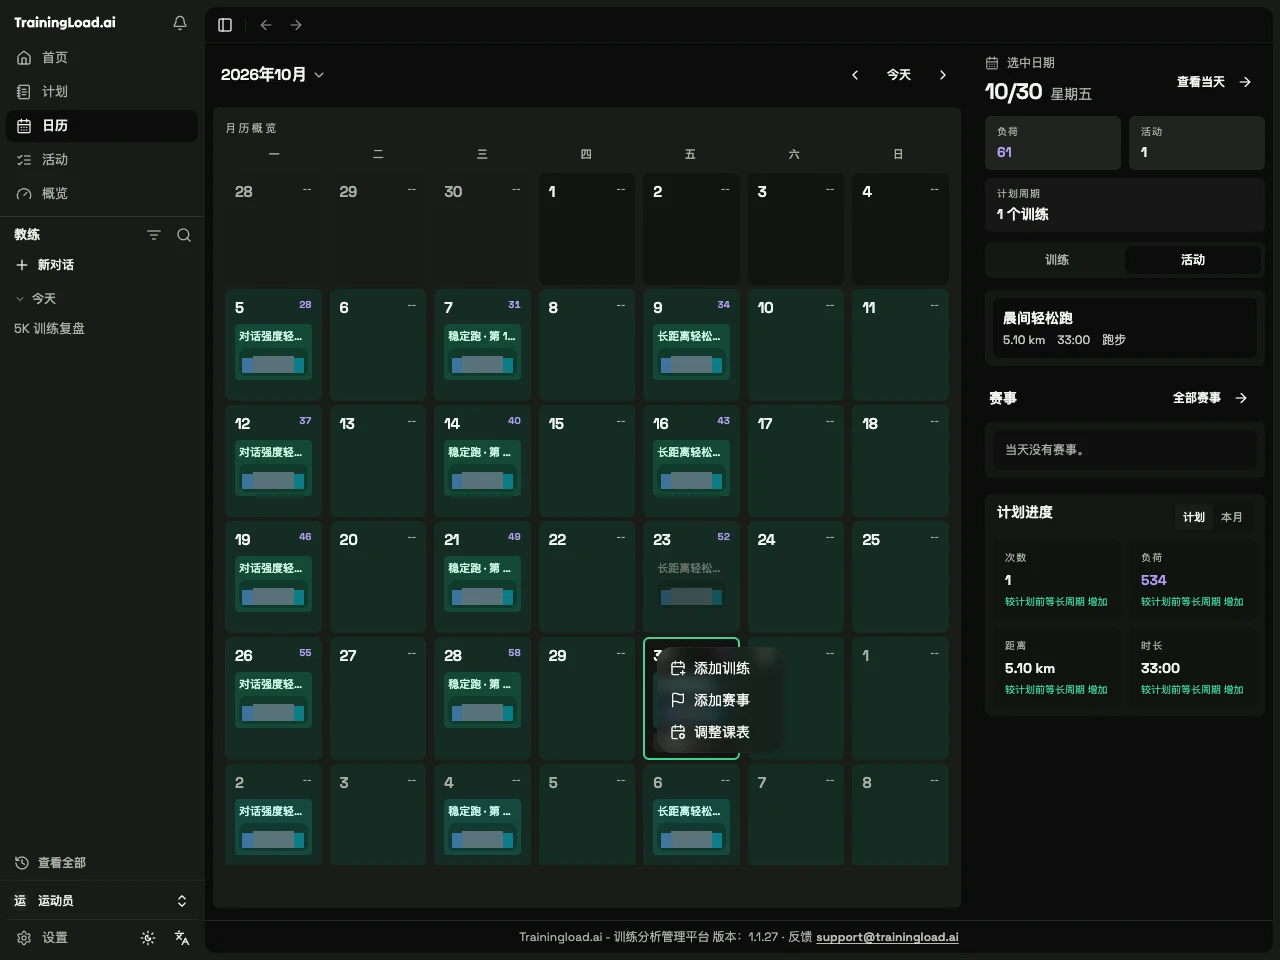 TrainingLoad.ai
首页
计划
日历
活动
概览
教练
新对话
今天
5K 训练复盘
查看全部
运 运动员
设置
2026年10月
今天
月历概览
一 二 三 四 五 六 日
28 -- 29 -- 30 -- 1 -- 2 -- 3 -- 4 --
5 28 6 -- 7 31 8 -- 9 34 10 -- 11 --
对话强度轻... 稳定跑 · 第 1... 长距离轻松...
12 37 13 -- 14 40 15 -- 16 43 17 -- 18 --
对话强度轻... 稳定跑 · 第 ... 长距离轻松...
19 46 20 -- 21 49 22 -- 23 52 24 -- 25 --
对话强度轻... 稳定跑 · 第 ... 长距离轻松...
26 55 27 -- 28 58 29 -- 1 --
对话强度轻... 稳定跑 · 第 ...
添加训练
添加赛事
调整课表
2 -- 3 -- 4 -- 5 -- 6 -- 7 -- 8 --
对话强度轻... 稳定跑 · 第 ... 长距离轻松...
选中日期
10/30 星期五
查看当天
负荷
61
活动
1
计划周期
1 个训练
训练 活动
晨间轻松跑
5.10 km 33:00 跑步
赛事 全部赛事
当天没有赛事。
计划进度 计划 本月
次数
1
较计划前等长周期 增加
负荷
534
较计划前等长周期 增加
距离
5.10 km
较计划前等长周期 增加
时长
33:00
较计划前等长周期 增加
Trainingload.ai - 训练分析管理平台 版本： 1.1.27 · 反馈 support@trainingload.ai